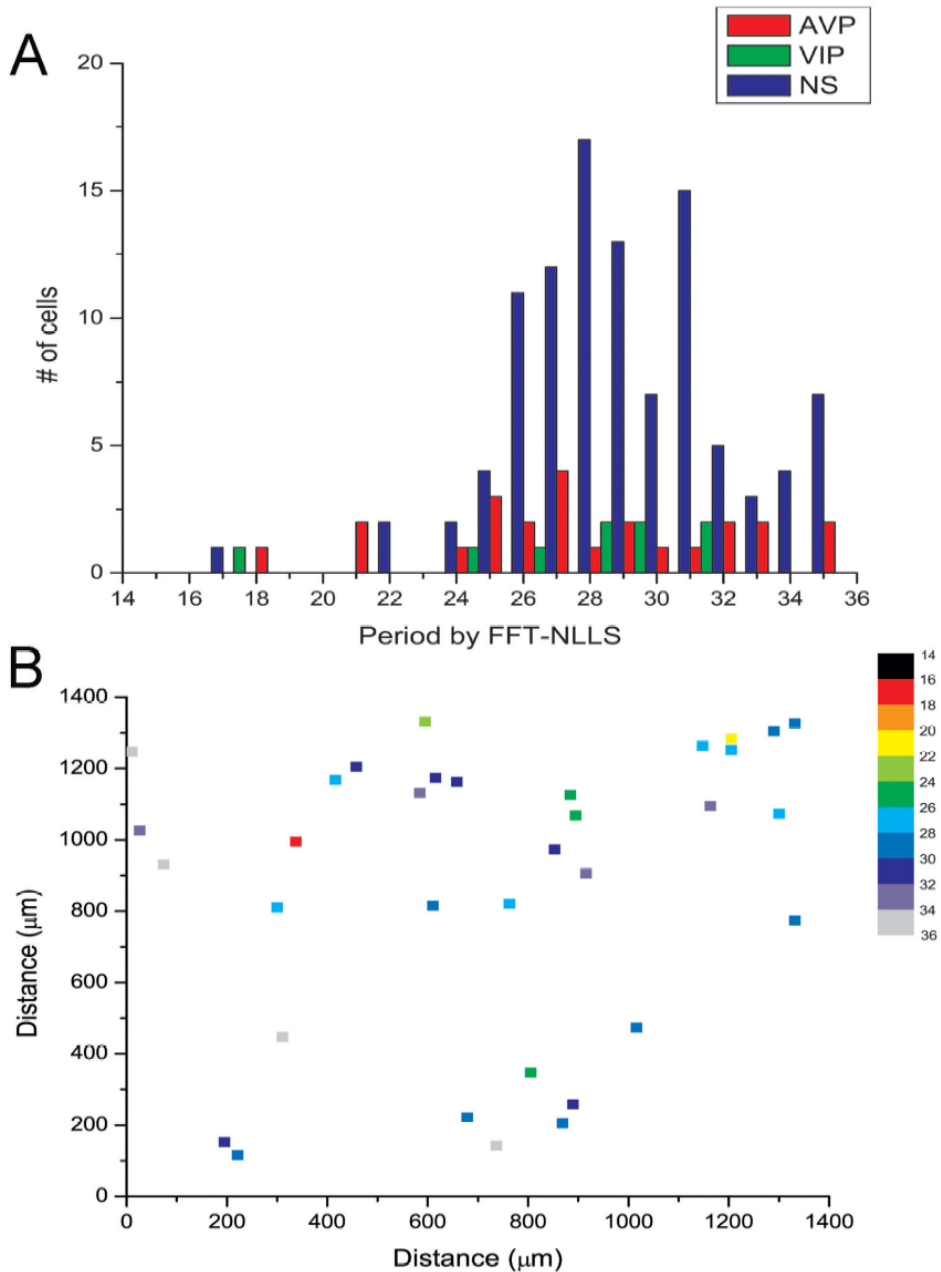 A
AVP
VIP
NS
20
15
10
5
0
# of cells
14 16 18 20 22 24 26 28 30 32 34 36
Period by FFT-NLLS
B
14
16
18
20
22
24
26
28
30
32
34
36
1400
1200
1000
800
600
400
200
0
Distance (μm)
0 200 400 600 800 1000 1200 1400
Distance (μm)